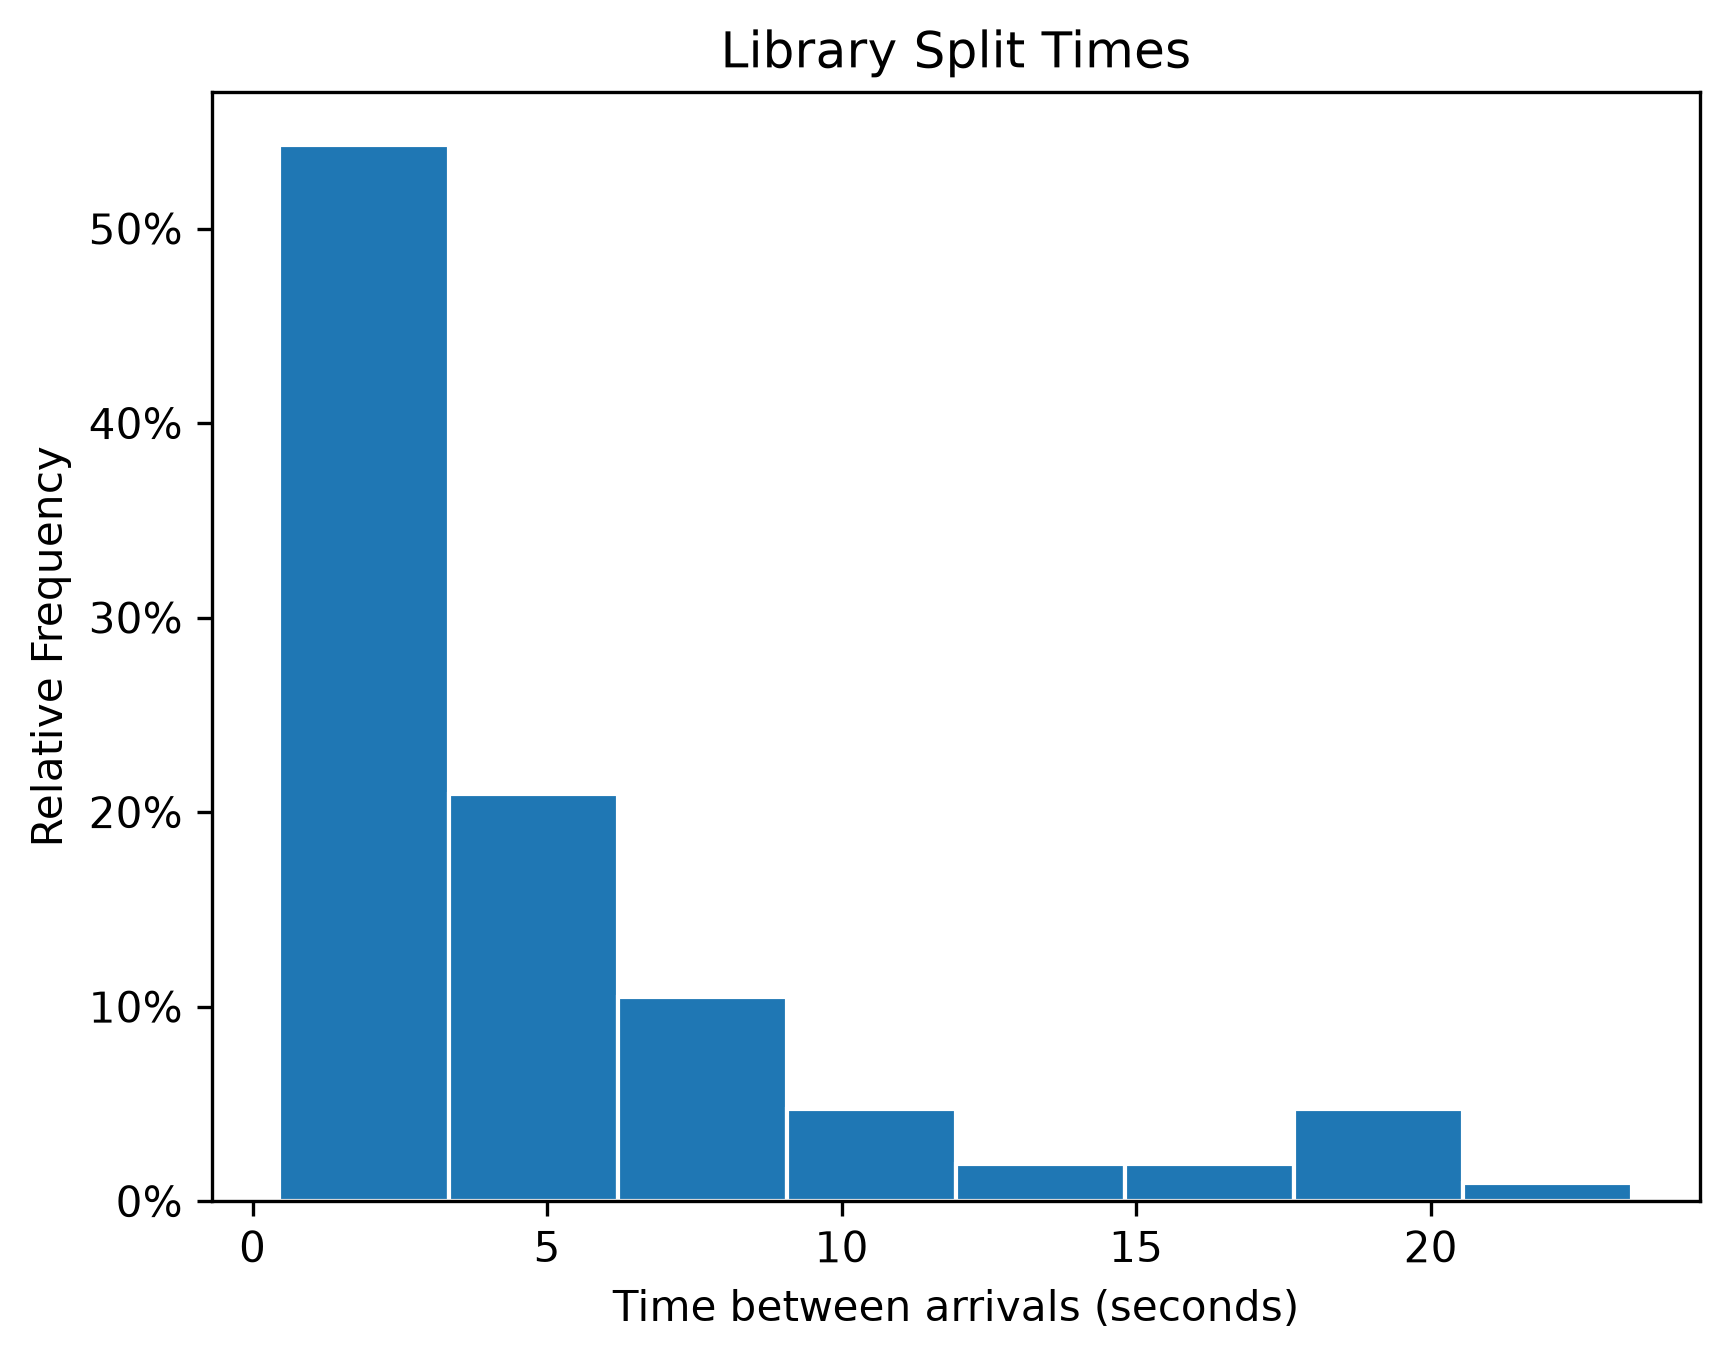 Library Split Times
Relative Frequency
50%
40%
30%
20%
10%
0%
0 5 10 15 20
Time between arrivals (seconds)